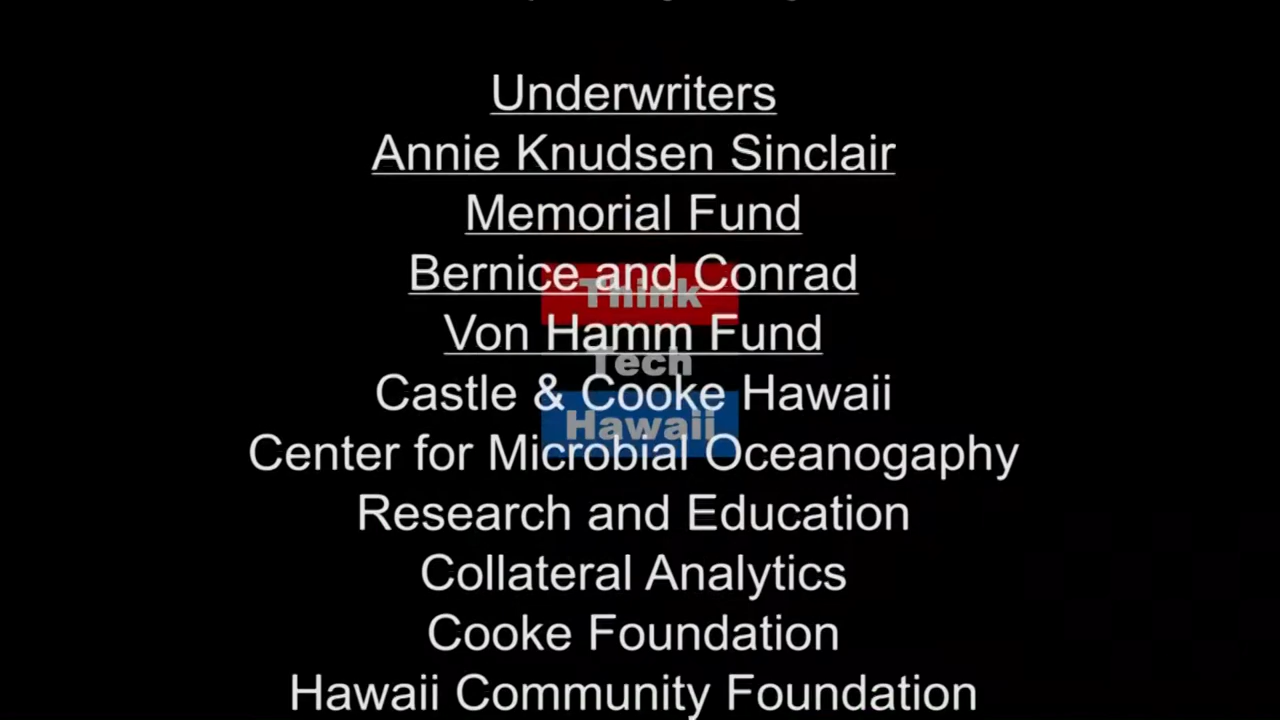 Underwriters
Annie Knudsen Sinclair
Memorial Fund
Bernice and Conrad
Think
Von Hamm Fund
Tech
Castle & Cooke Hawaii
Hawaii
Center for Microbial Oceanogaphy
Research and Education
Collateral Analytics
Cooke Foundation
Hawaii Community Foundation